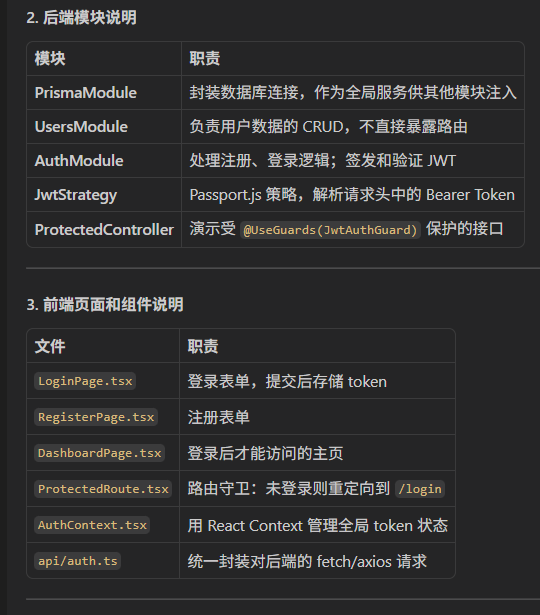 2. 后端模块说明
模块 职责
PrismaModule 封装数据库连接，作为全局服务供其他模块注入
UsersModule 负责用户数据的 CRUD，不直接暴露路由
AuthModule 处理注册、登录逻辑；签发和验证 JWT
JwtStrategy Passport.js 策略，解析请求头中的 Bearer Token
ProtectedController 演示受 @UseGuards(JwtAuthGuard) 保护的接口
3. 前端页面和组件说明
文件 职责
LoginPage.tsx 登录表单，提交后存储 token
RegisterPage.tsx 注册表单
DashboardPage.tsx 登录后才能访问的主页
ProtectedRoute.tsx 路由守卫：未登录则重定向到 /login
AuthContext.tsx 用 React Context 管理全局 token 状态
api/auth.ts 统一封装对后端的 fetch/axios 请求